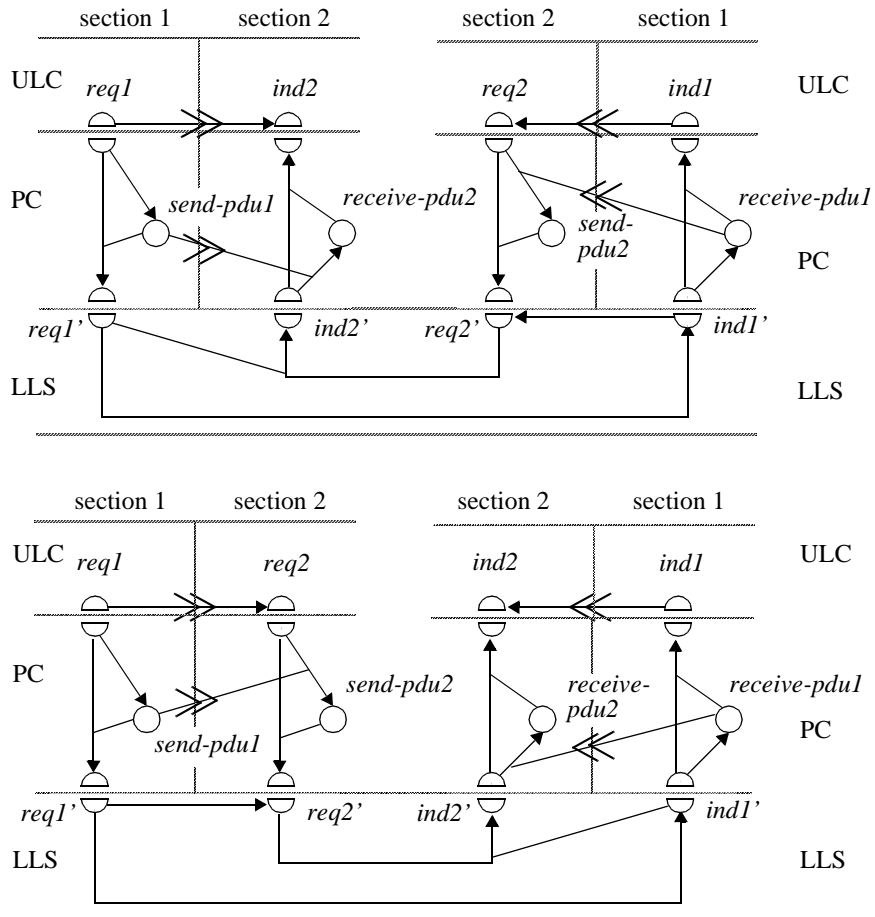 section 1 section 2 section 2 section 1
ULC req1 ind2 req2 ind1 ULC
PC send-pdu1 receive-pdu2 send-pdu2 receive-pdu1 PC
req1’ ind2’ req2’ ind1’
LLS LLS
section 1 section 2 section 2 section 1
ULC req1 req2 ind2 ind1 ULC
PC send-pdu1 send-pdu2 receive-pdu2 receive-pdu1 PC
req1’ req2’ ind2’ ind1’
LLS LLS